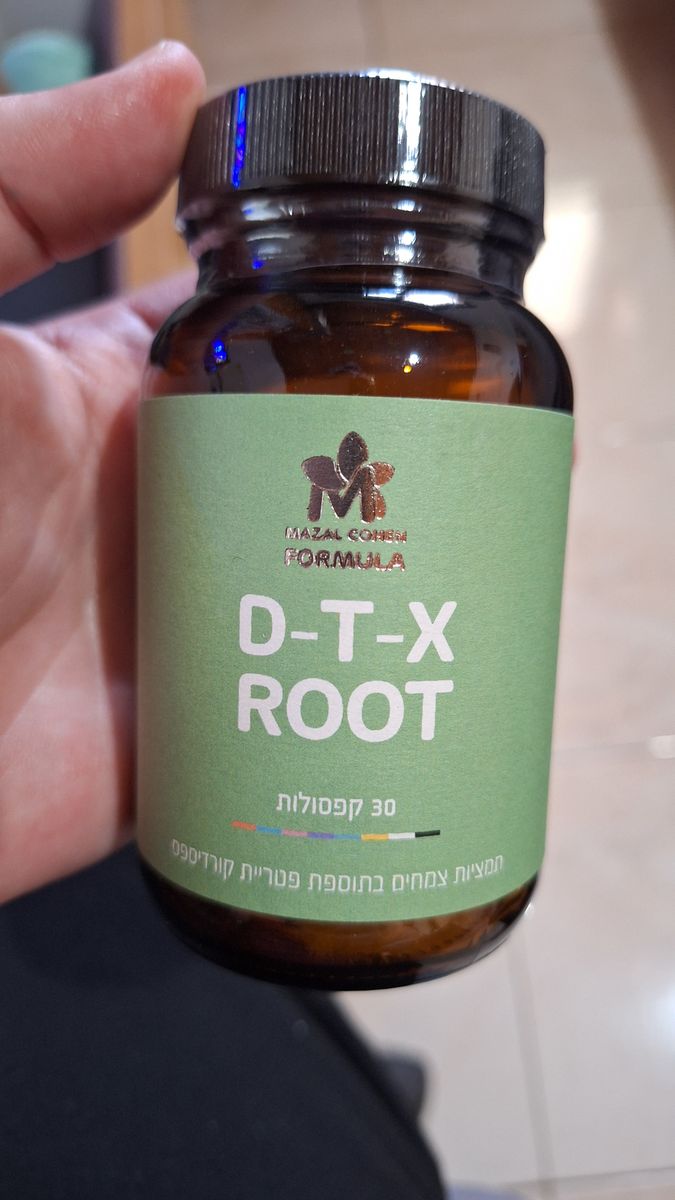 MAZAL COHEN
FORMULA
D-T-X
ROOT
30 קפסולות
תמציות צמחים בתוספת פטריית קורדיספס